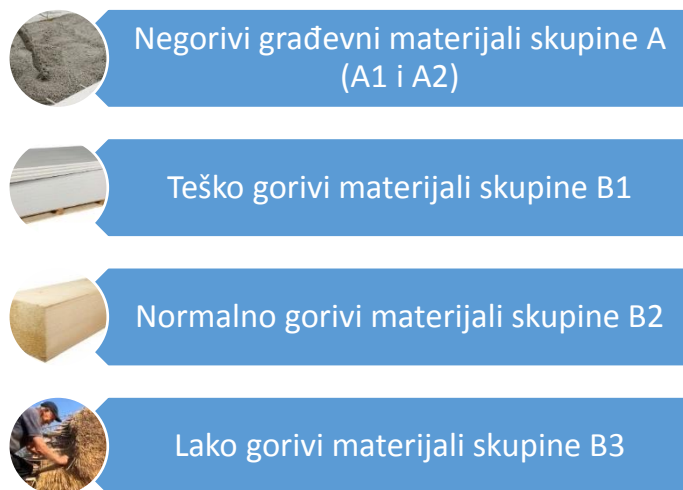 Negorivi građevni materijali skupine A
(A1 i A2)
Teško gorivi materijali skupine B1
Normalno gorivi materijali skupine B2
Lako gorivi materijali skupine B3